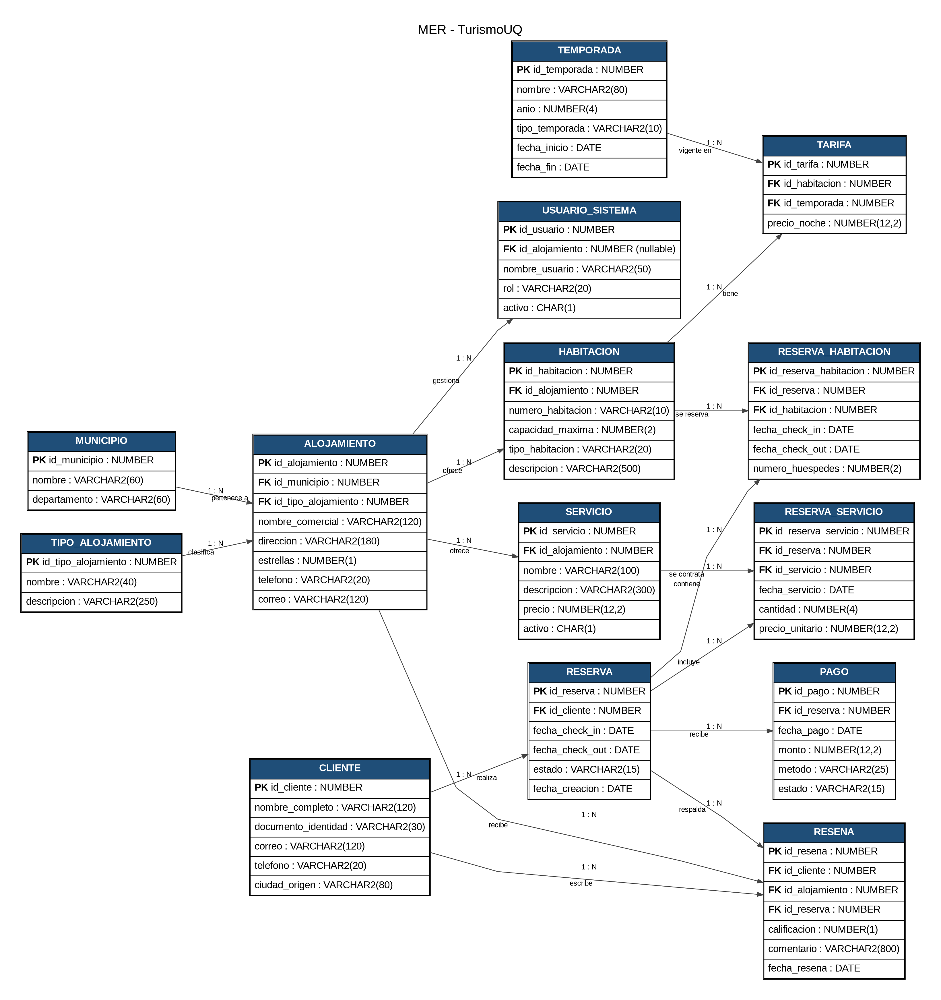 MER - TurismoUQ
TEMPORADA
PK id_temporada : NUMBER
nombre : VARCHAR2(80)
anio : NUMBER(4)
tipo_temporada : VARCHAR2(10)
fecha_inicio : DATE
fecha_fin : DATE
1 : N
vigente en
TARIFA
PK id_tarifa : NUMBER
FK id_habitacion : NUMBER
FK id_temporada : NUMBER
precio_noche : NUMBER(12,2)
USUARIO_SISTEMA
PK id_usuario : NUMBER
FK id_alojamiento : NUMBER (nullable)
nombre_usuario : VARCHAR2(50)
rol : VARCHAR2(20)
activo : CHAR(1)
1 : N
tiene
1 : N
gestiona
HABITACION
PK id_habitacion : NUMBER
FK id_alojamiento : NUMBER
numero_habitacion : VARCHAR2(10)
capacidad_maxima : NUMBER(2)
tipo_habitacion : VARCHAR2(20)
descripcion : VARCHAR2(500)
1 : N
se reserva
RESERVA_HABITACION
PK id_reserva_habitacion : NUMBER
FK id_reserva : NUMBER
FK id_habitacion : NUMBER
fecha_check_in : DATE
fecha_check_out : DATE
numero_huespedes : NUMBER(2)
MUNICIPIO
PK id_municipio : NUMBER
nombre : VARCHAR2(60)
departamento : VARCHAR2(60)
1 : N
pertenece a
TIPO_ALOJAMIENTO
PK id_tipo_alojamiento : NUMBER
nombre : VARCHAR2(40)
descripcion : VARCHAR2(250)
1 : N
clasifica
ALOJAMIENTO
PK id_alojamiento : NUMBER
FK id_municipio : NUMBER
FK id_tipo_alojamiento : NUMBER
nombre_comercial : VARCHAR2(120)
direccion : VARCHAR2(180)
estrellas : NUMBER(1)
telefono : VARCHAR2(20)
correo : VARCHAR2(120)
1 : N
ofrece
1 : N
ofrece
SERVICIO
PK id_servicio : NUMBER
FK id_alojamiento : NUMBER
nombre : VARCHAR2(100)
descripcion : VARCHAR2(300)
precio : NUMBER(12,2)
activo : CHAR(1)
1 : N
1 : N
se contrata
contiene
RESERVA_SERVICIO
PK id_reserva_servicio : NUMBER
FK id_reserva : NUMBER
FK id_servicio : NUMBER
fecha_servicio : DATE
cantidad : NUMBER(4)
precio_unitario : NUMBER(12,2)
1 : N
incluye
RESERVA
PK id_reserva : NUMBER
FK id_cliente : NUMBER
fecha_check_in : DATE
fecha_check_out : DATE
estado : VARCHAR2(15)
fecha_creacion : DATE
1 : N
recibe
PAGO
PK id_pago : NUMBER
FK id_reserva : NUMBER
fecha_pago : DATE
monto : NUMBER(12,2)
metodo : VARCHAR2(25)
estado : VARCHAR2(15)
CLIENTE
PK id_cliente : NUMBER
nombre_completo : VARCHAR2(120)
documento_identidad : VARCHAR2(30)
correo : VARCHAR2(120)
telefono : VARCHAR2(20)
ciudad_origen : VARCHAR2(80)
1 : N
realiza
1 : N
respalda
1 : N
recibe
1 : N
escribe
RESENA
PK id_resena : NUMBER
FK id_cliente : NUMBER
FK id_alojamiento : NUMBER
FK id_reserva : NUMBER
calificacion : NUMBER(1)
comentario : VARCHAR2(800)
fecha_resena : DATE